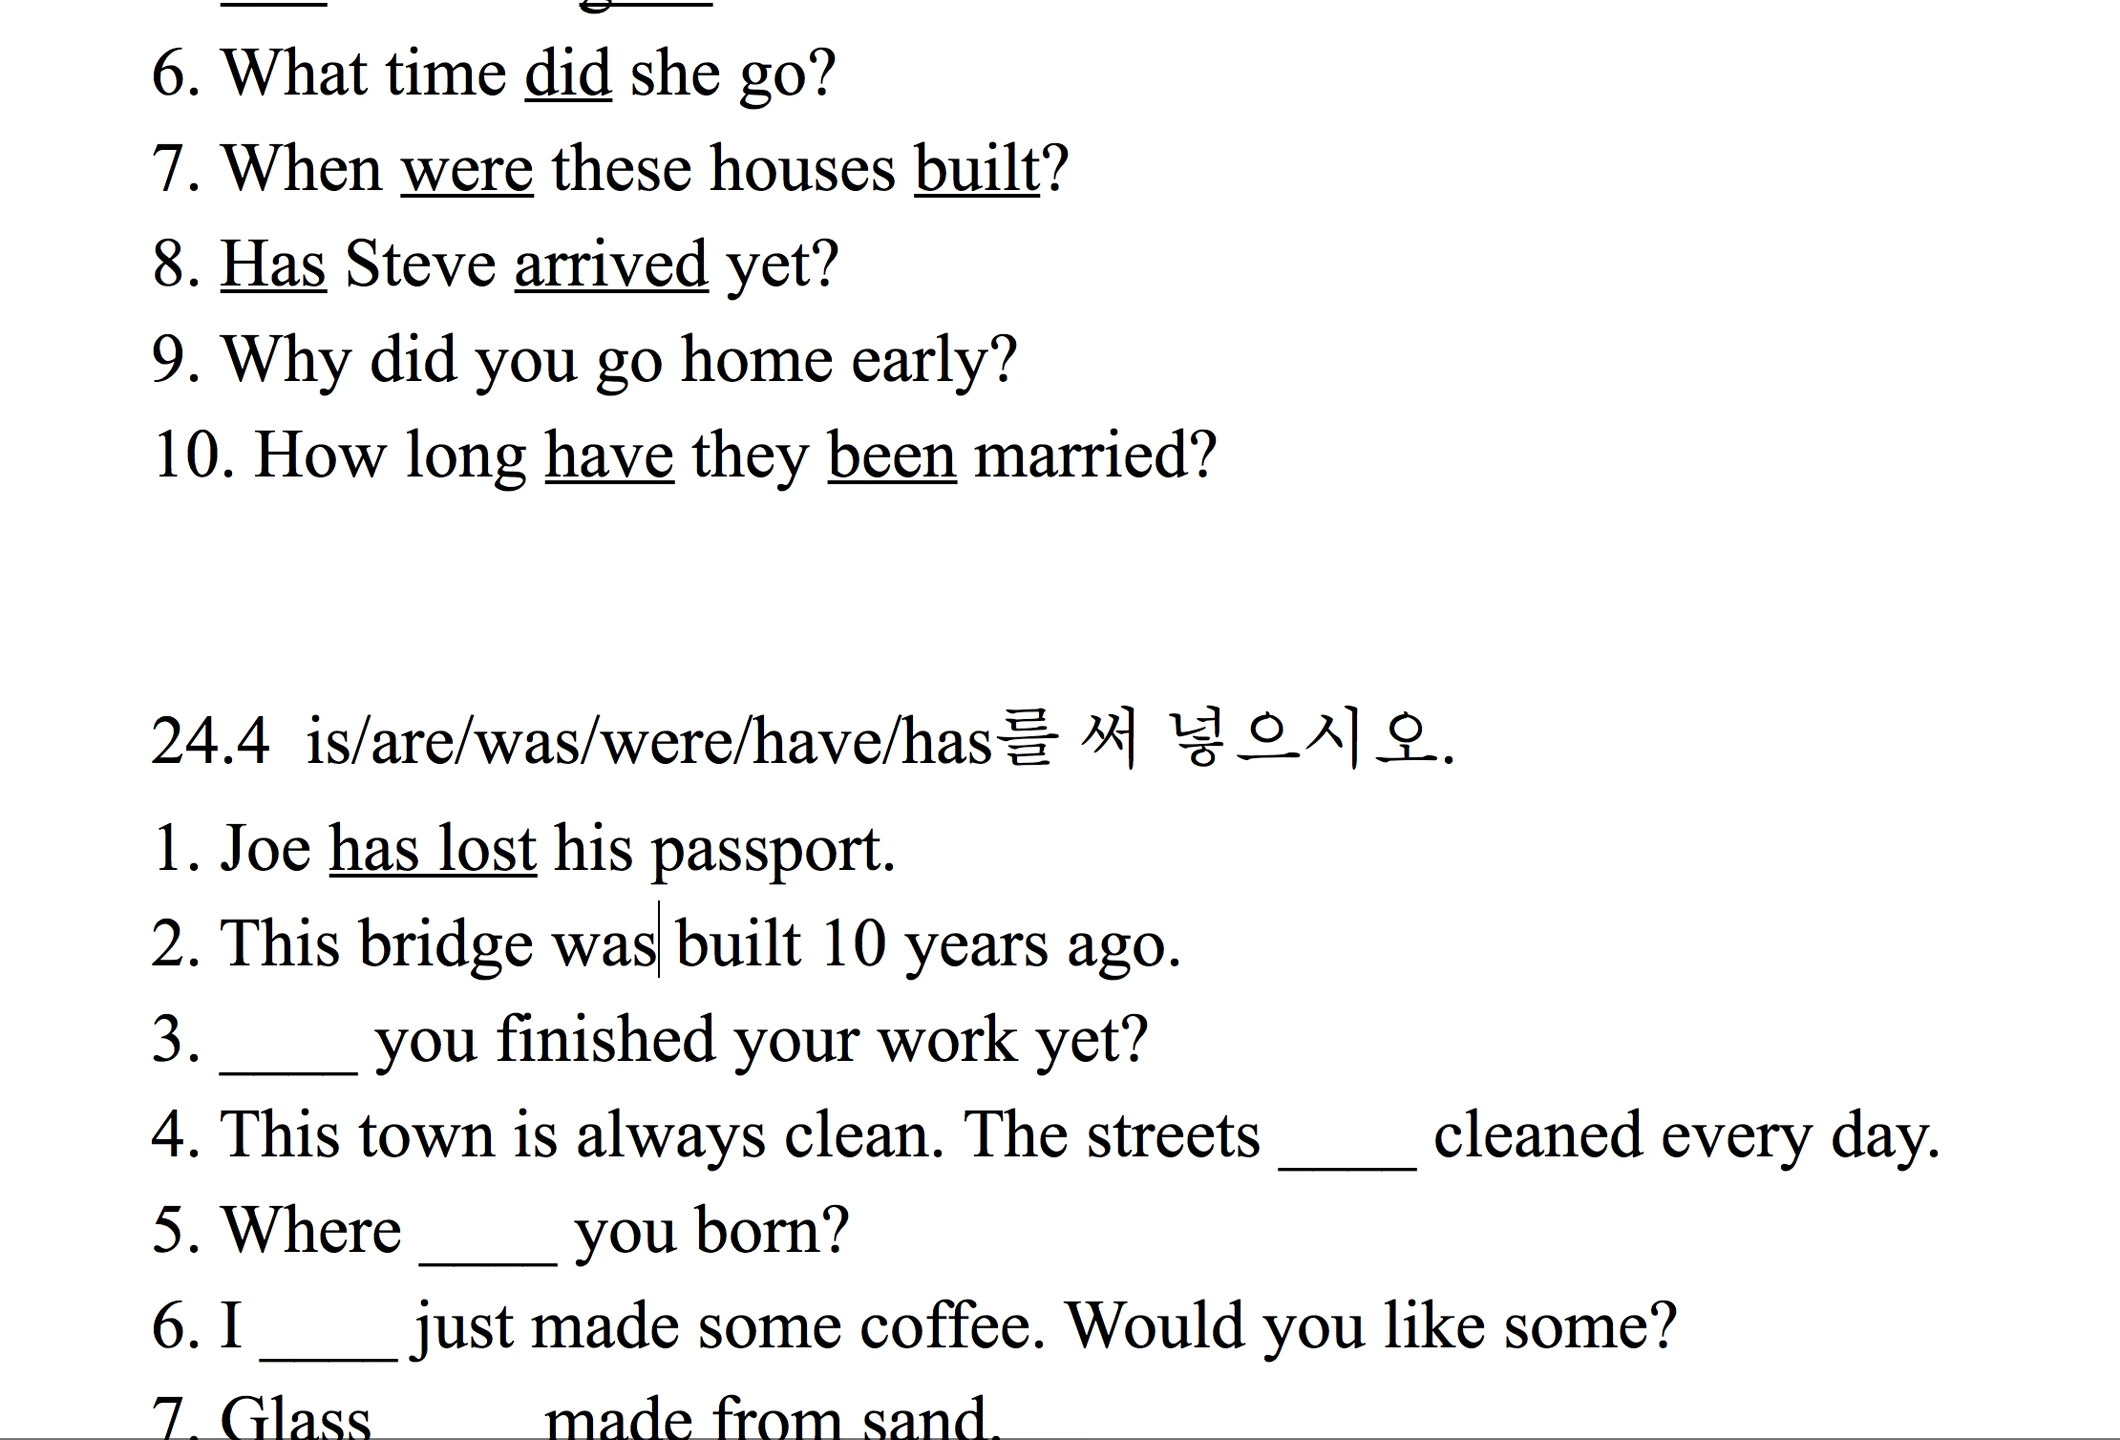 6. What time did she go?
7. When were these houses built?
8. Has Steve arrived yet?
9. Why did you go home early?
10. How long have they been married?
24.4 is/are/was/were/have/has를 써 넣으시오.
1. Joe has lost his passport.
2. This bridge was built 10 years ago.
3. ____ you finished your work yet?
4. This town is always clean. The streets ____ cleaned every day.
5. Where ____ you born?
6. I ____ just made some coffee. Would you like some?
7. Glass ____ made from sand.